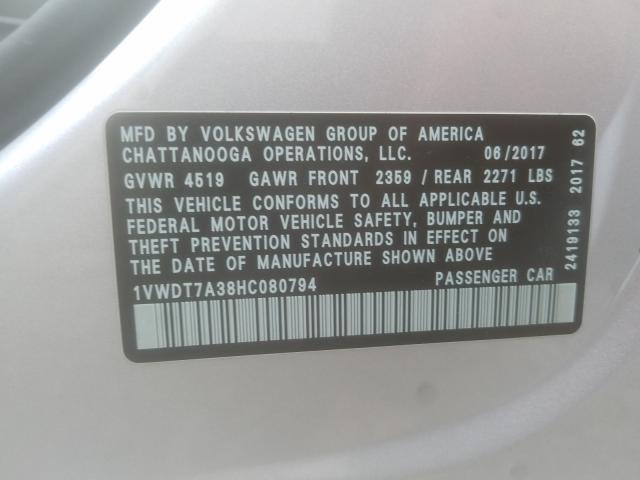 MFD BY VOLKSWAGEN GROUP OF AMERICA
CHATTANOOGA OPERATIONS, LLC. 06/2017
GVWR 4519 GAWR FRONT 2359 / REAR 2271 LBS
THIS VEHICLE CONFORMS TO ALL APPLICABLE U.S.
FEDERAL MOTOR VEHICLE SAFETY, BUMPER AND
THEFT PREVENTION STANDARDS IN EFFECT ON
THE DATE OF MANUFACTURE SHOWN ABOVE.
1VWDT7A38HC080794 PASSENGER CAR
2419133 2017 62